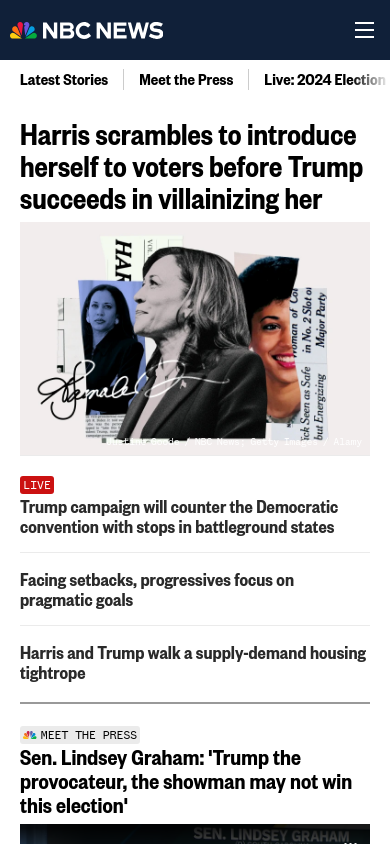 NBC NEWS
Latest Stories
Meet the Press
Live: 2024 Election
Harris scrambles to introduce
herself to voters before Trump
succeeds in villainizing her
HAR
in No. 2 Slot o
Major Party
ick Seen as Safe
but Energizing
/ NBC News; Getty Images / Alamy
LIVE
Trump campaign will counter the Democratic
convention with stops in battleground states
Facing setbacks, progressives focus on
pragmatic goals
Harris and Trump walk a supply-demand housing
tightrope
MEET THE PRESS
Sen. Lindsey Graham: 'Trump the
provocateur, the showman may not win
this election'
SEN. LINDSEY GRAHAM